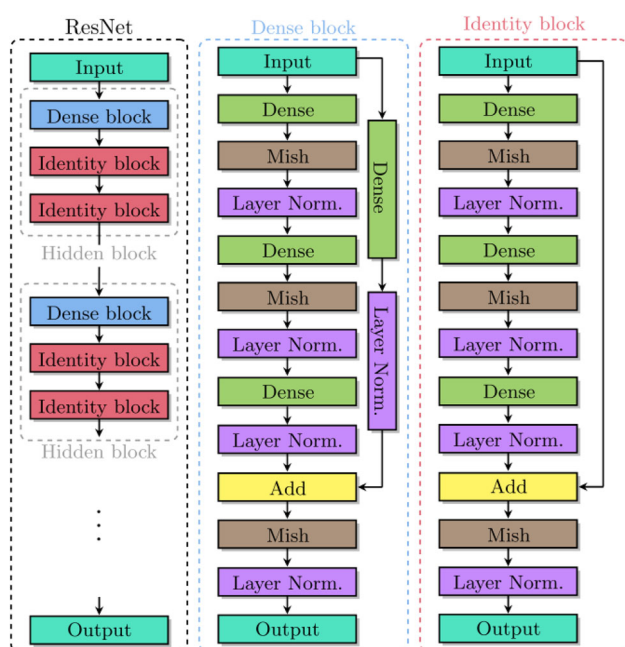 ResNet
Input
Dense block
Identity block
Identity block
Hidden block
Dense block
Identity block
Identity block
Hidden block
Output
Dense block
Input
Dense
Mish
Layer Norm.
Dense
Mish
Layer Norm.
Dense
Layer Norm.
Add
Mish
Layer Norm.
Output
Dense
Layer Norm.
Identity block
Input
Dense
Mish
Layer Norm.
Dense
Mish
Layer Norm.
Dense
Layer Norm.
Add
Mish
Layer Norm.
Output